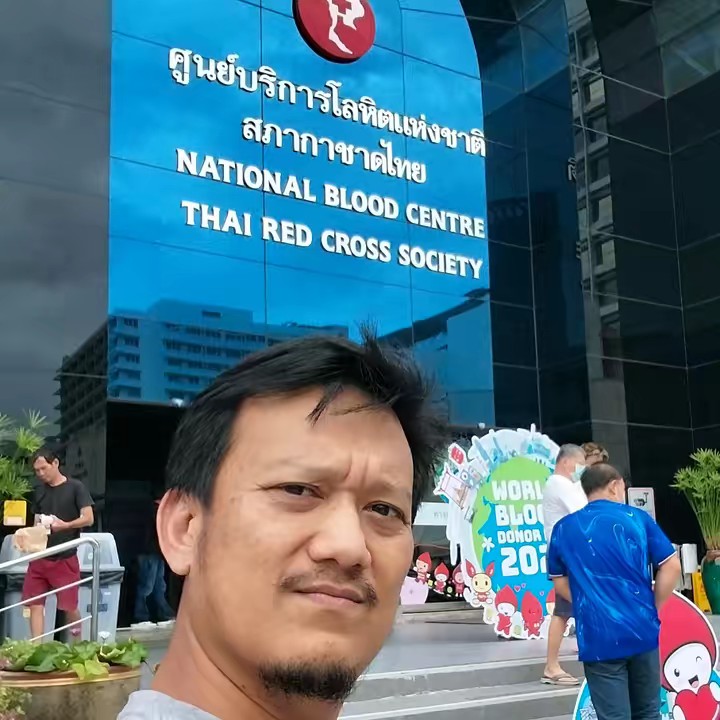 ศูนย์บริการโลหิตแห่งชาติ
สภากาชาดไทย
NATIONAL BLOOD CENTRE
THAI RED CROSS SOCIETY